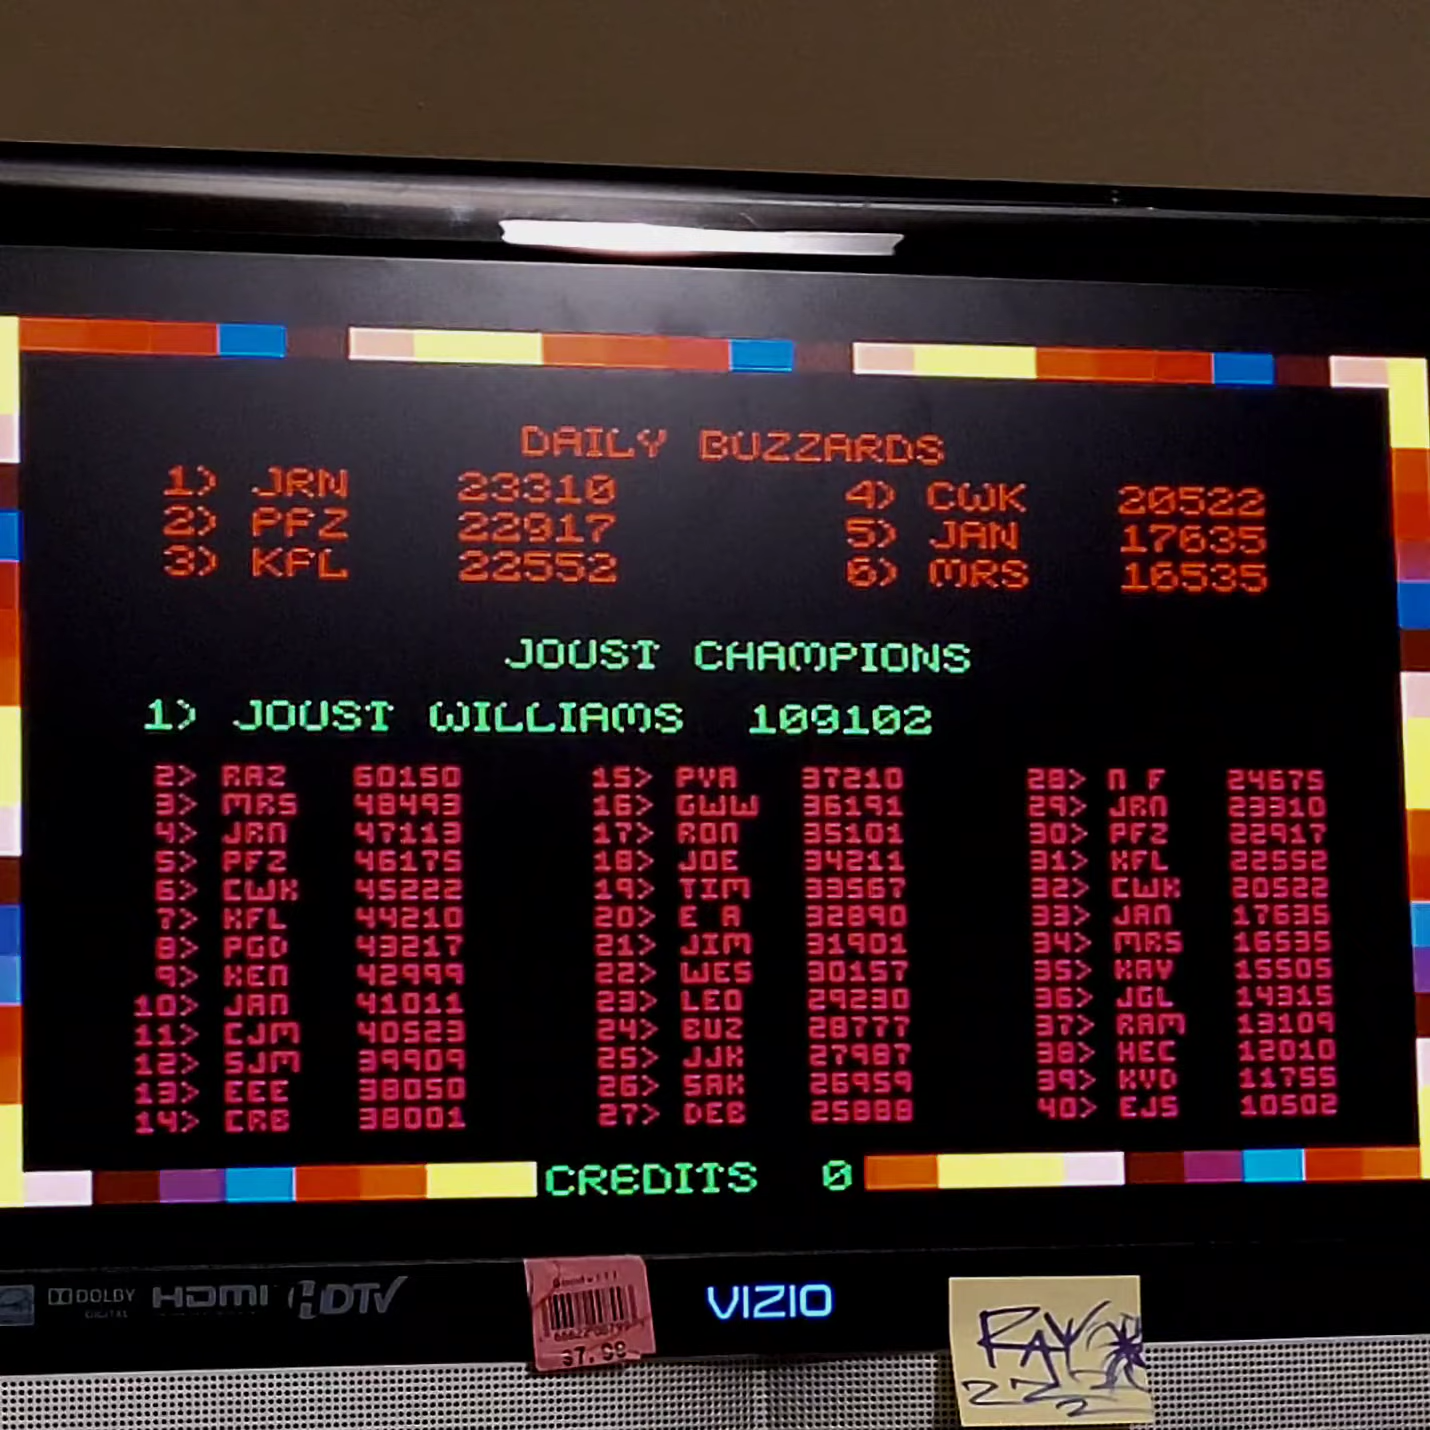 DAILY BUZZARDS
1) JRN 23310 4) CWK 20522
2) PFZ 22917 5) JAN 17635
3) KFL 22552 6) MRS 16535
JOUST CHAMPIONS
1) JOUST WILLIAMS 109102
2> RAZ 60150 15> PVA 37210 28> N F 24675
3> MRS 48493 16> GWW 36191 29> JRN 23310
4> JRN 47113 17> RON 35101 30> PFZ 22917
5> PFZ 46175 18> JOE 34211 31> KFL 22552
6> CWK 45222 19> TIM 33567 32> CWK 20522
7> KFL 44210 20> E A 32890 33> JAN 17635
8> PGD 43217 21> JIM 31901 34> MRS 16535
9> KEN 42999 22> WES 30157 35> KAY 15505
10> JAN 41011 23> LEO 29230 36> JGL 14315
11> CJM 40523 24> BUZ 28777 37> RAM 13109
12> SJM 39909 25> JJK 27987 38> HEC 12010
13> EEE 38050 26> SAK 26959 39> KVD 11755
14> CRB 38001 27> DEB 25888 40> EJS 10502
CREDITS 0
DOLBY DIGITAL HDMI HDTV VIZIO
Goodwill
$7.99
RAY